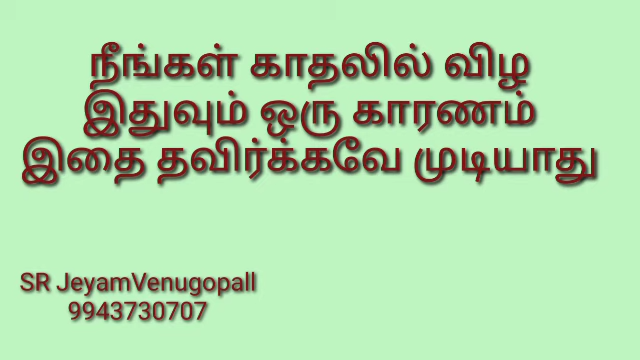 நீங்கள் காதலில் விழ
இதுவும் ஒரு காரணம்
இதை தவிர்க்கவே முடியாது
SR JeyamVenugopall
9943730707